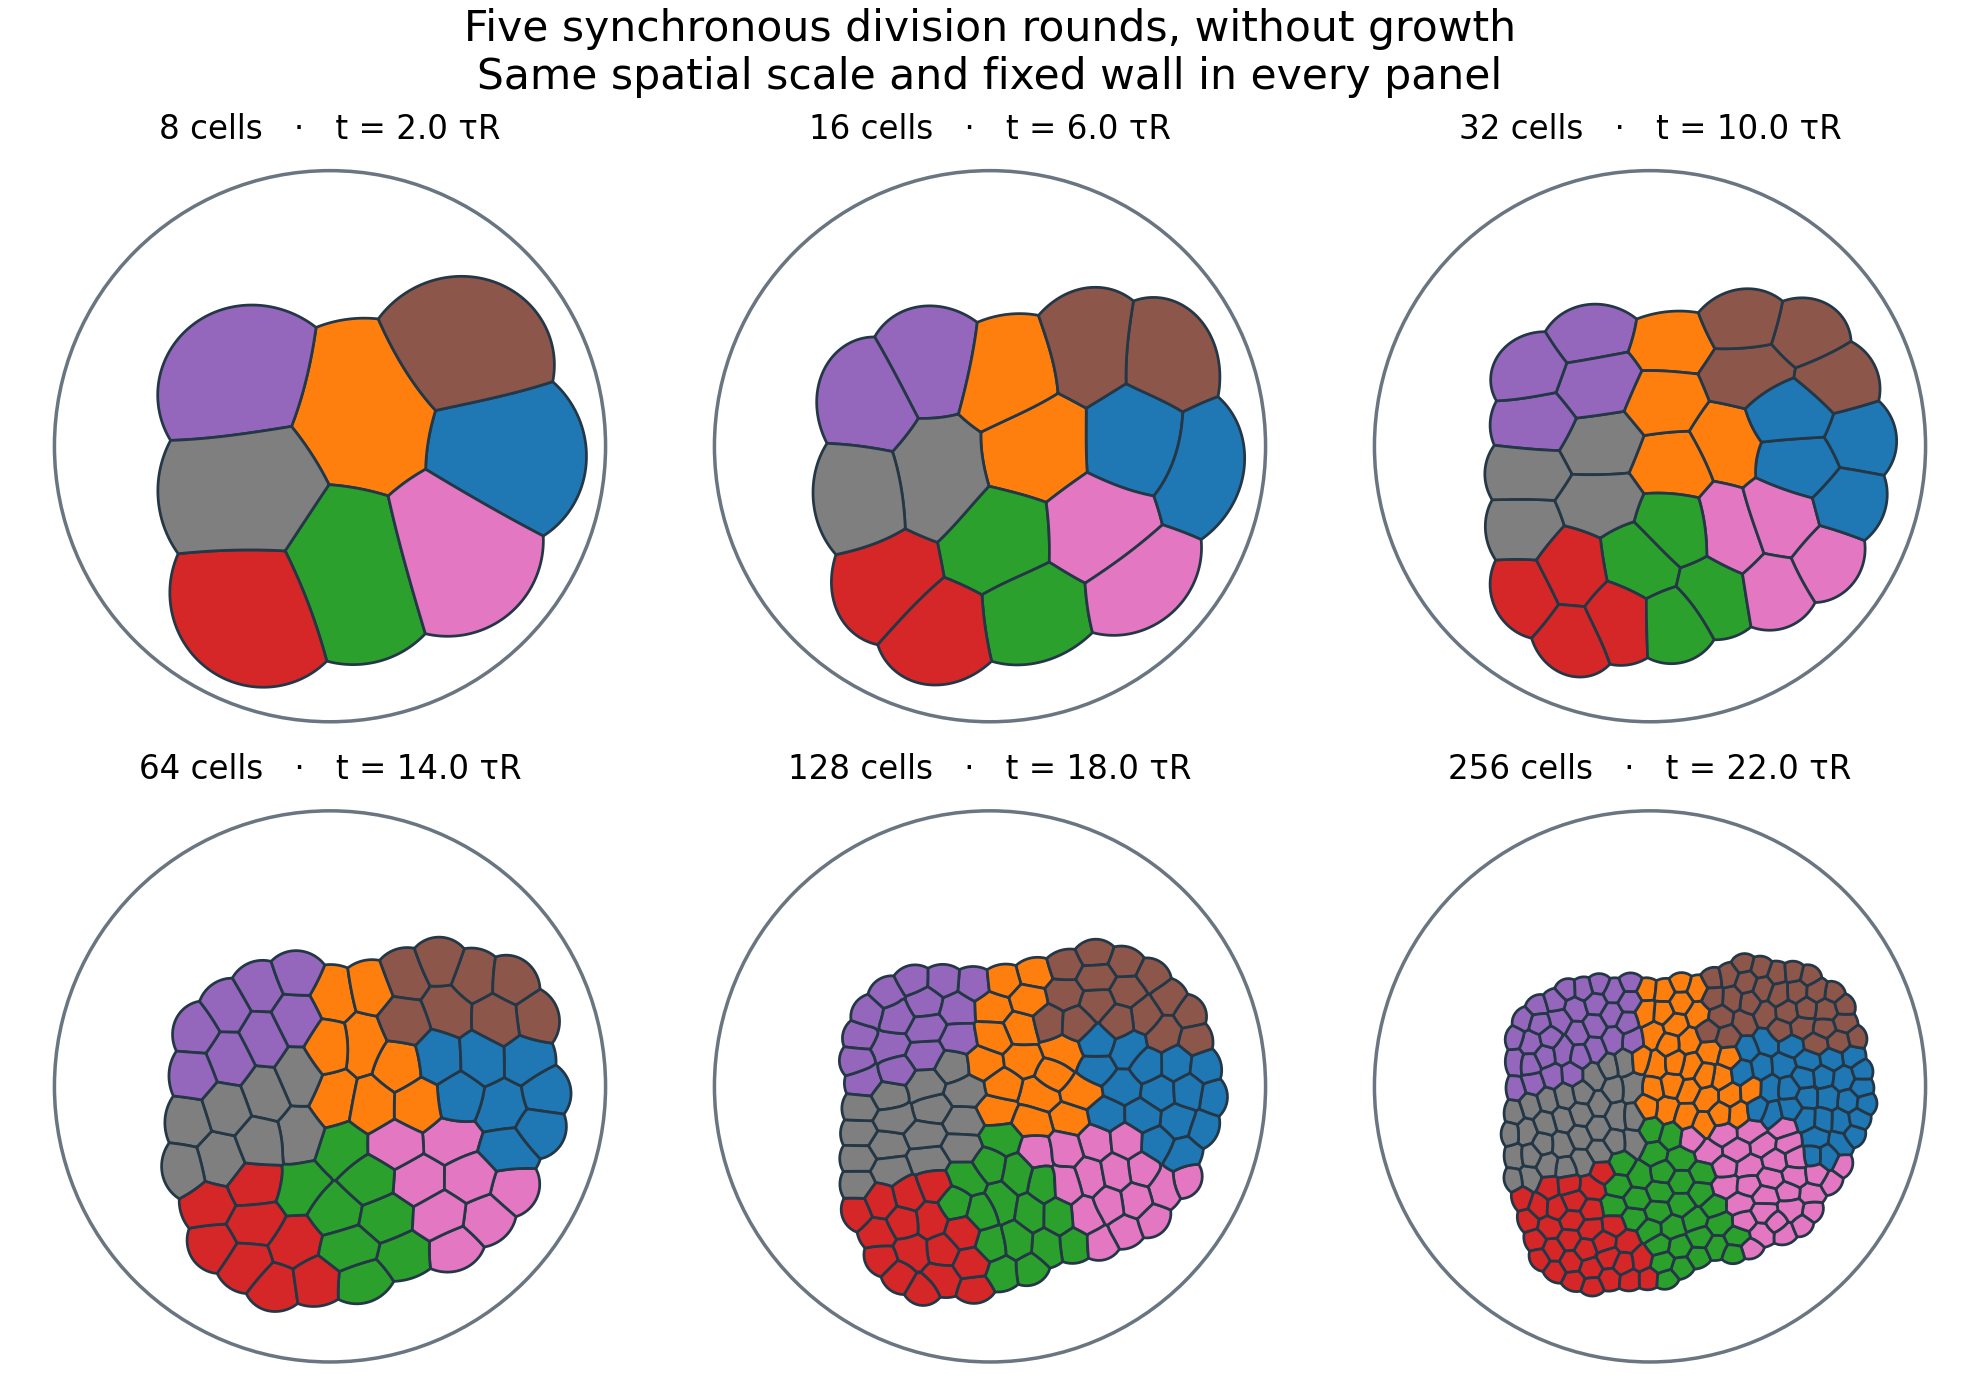 Five synchronous division rounds, without growth
Same spatial scale and fixed wall in every panel
8 cells · t = 2.0 τR
16 cells · t = 6.0 τR
32 cells · t = 10.0 τR
64 cells · t = 14.0 τR
128 cells · t = 18.0 τR
256 cells · t = 22.0 τR